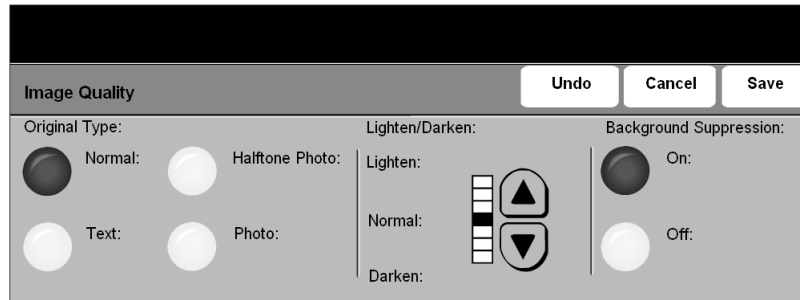 Image Quality
Undo
Cancel
Save
Original Type:
Normal:
Halftone Photo:
Text:
Photo:
Lighten/Darken:
Lighten:
Normal:
Darken:
Background Suppression:
On:
Off: